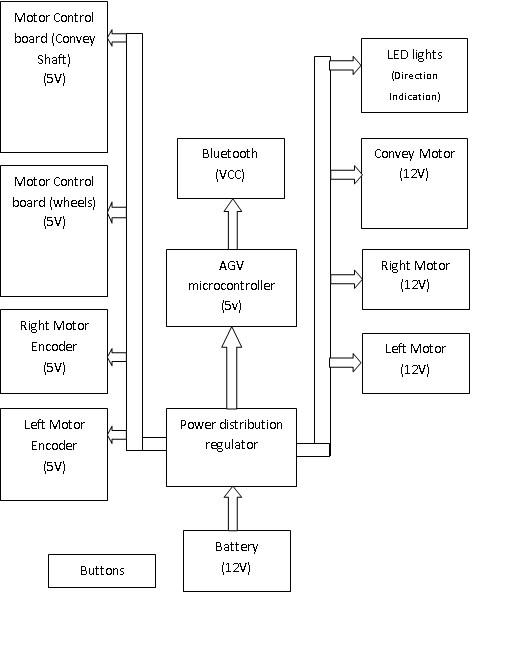 Motor Control
board (Convey
Shaft)
(5V)
Motor Control
board (wheels)
(5V)
Right Motor
Encoder
(5V)
Left Motor
Encoder
(5V)
Bluetooth
(VCC)
AGV
microcontroller
(5v)
Power distribution
regulator
Battery
(12V)
Buttons
LED lights
(Direction
Indication)
Convey Motor
(12V)
Right Motor
(12V)
Left Motor
(12V)